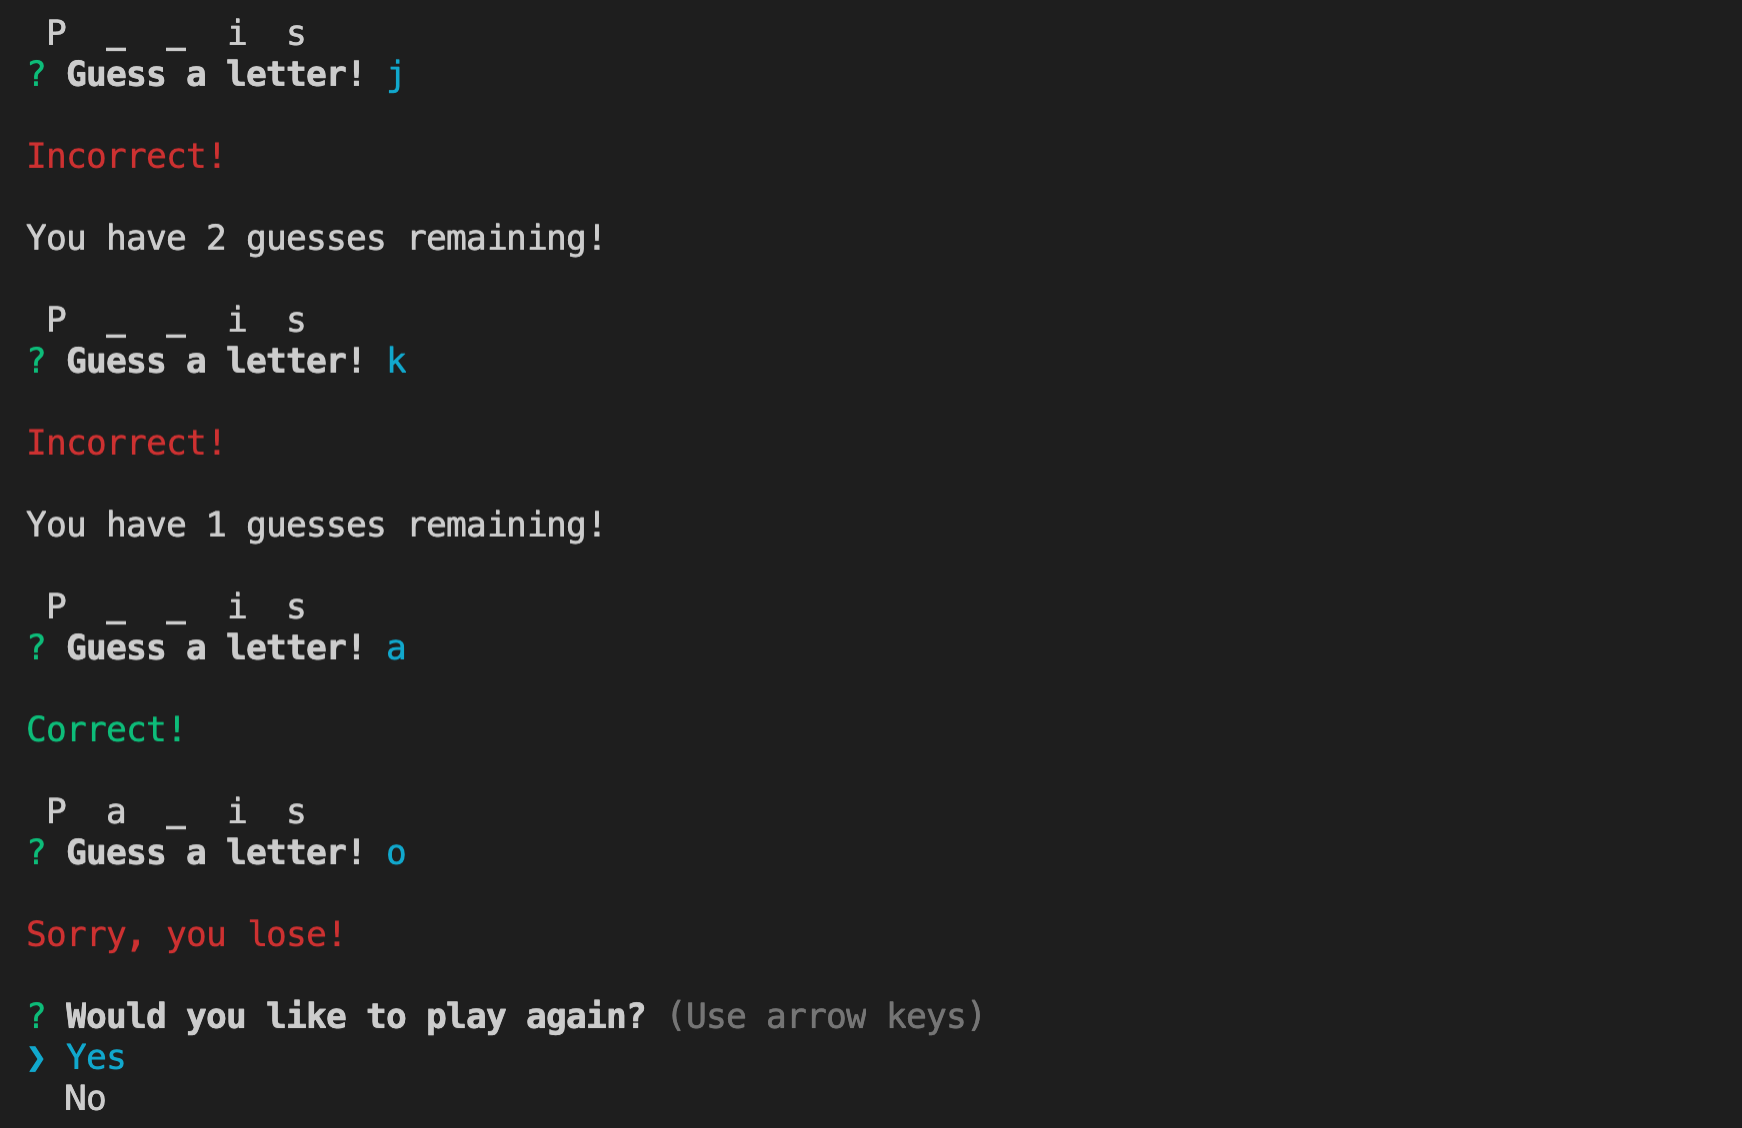 P _ _ i s
? Guess a letter! j
Incorrect!
You have 2 guesses remaining!
P _ _ i s
? Guess a letter! k
Incorrect!
You have 1 guesses remaining!
P _ _ i s
? Guess a letter! a
Correct!
P a _ i s
? Guess a letter! o
Sorry, you lose!
? Would you like to play again? (Use arrow keys)
❯ Yes
No